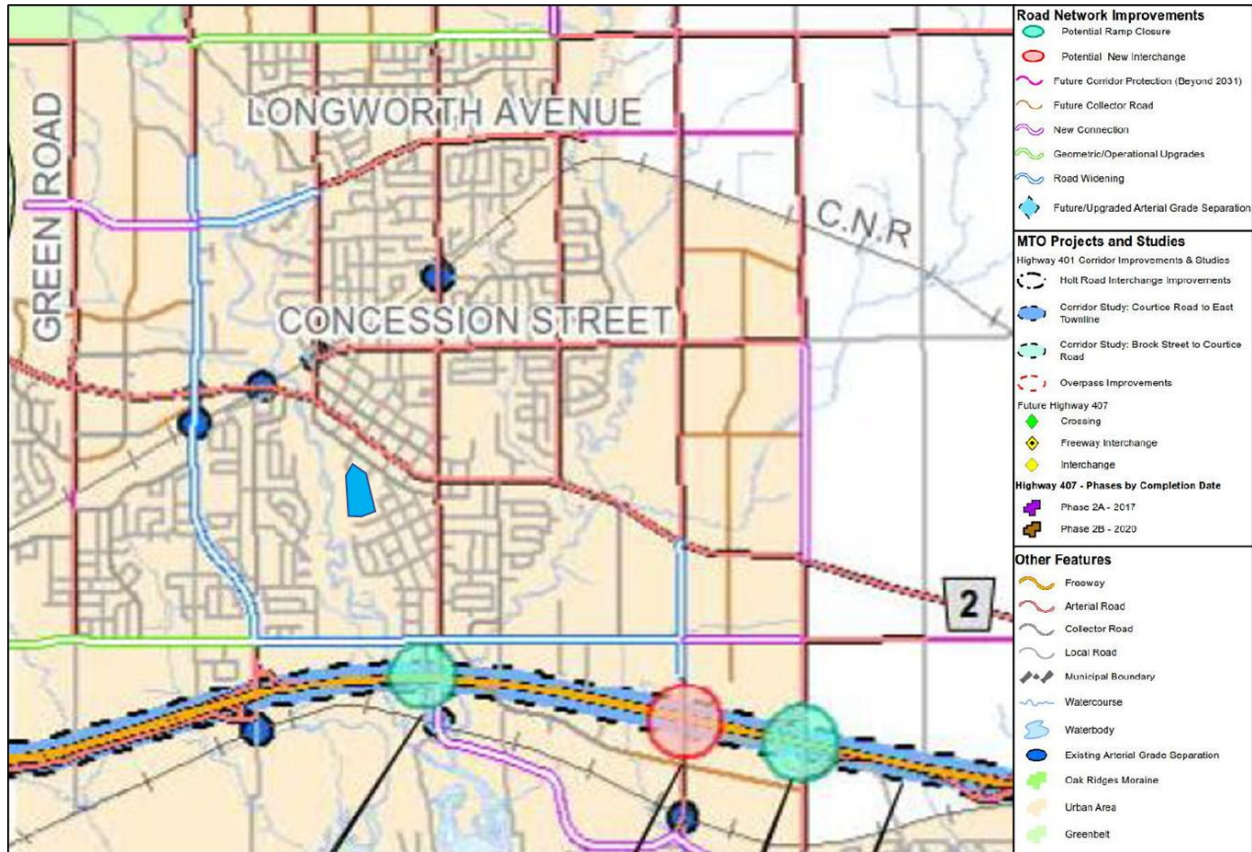 LONGWORTH AVENUE
GREEN ROAD
C.N.R
CONCESSION STREET
2
Road Network Improvements
Potential Ramp Closure
Potential New Interchange
Future Corridor Protection (Beyond 2031)
Future Collector Road
New Connection
Geometric/Operational Upgrades
Road Widening
Future/Upgraded Arterial Grade Separation
MTO Projects and Studies
Highway 401 Corridor Improvements & Studies
Holt Road Interchange Improvements
Corridor Study: Courtice Road to East
Townline
Corridor Study: Brock Street to Courtice
Road
Overpass Improvements
Future Highway 407
Crossing
Freeway Interchange
Interchange
Highway 407 - Phases by Completion Date
Phase 2A - 2017
Phase 2B - 2020
Other Features
Freeway
Arterial Road
Collector Road
Local Road
Municipal Boundary
Watercourse
Waterbody
Existing Arterial Grade Separation
Oak Ridges Moraine
Urban Area
Greenbelt